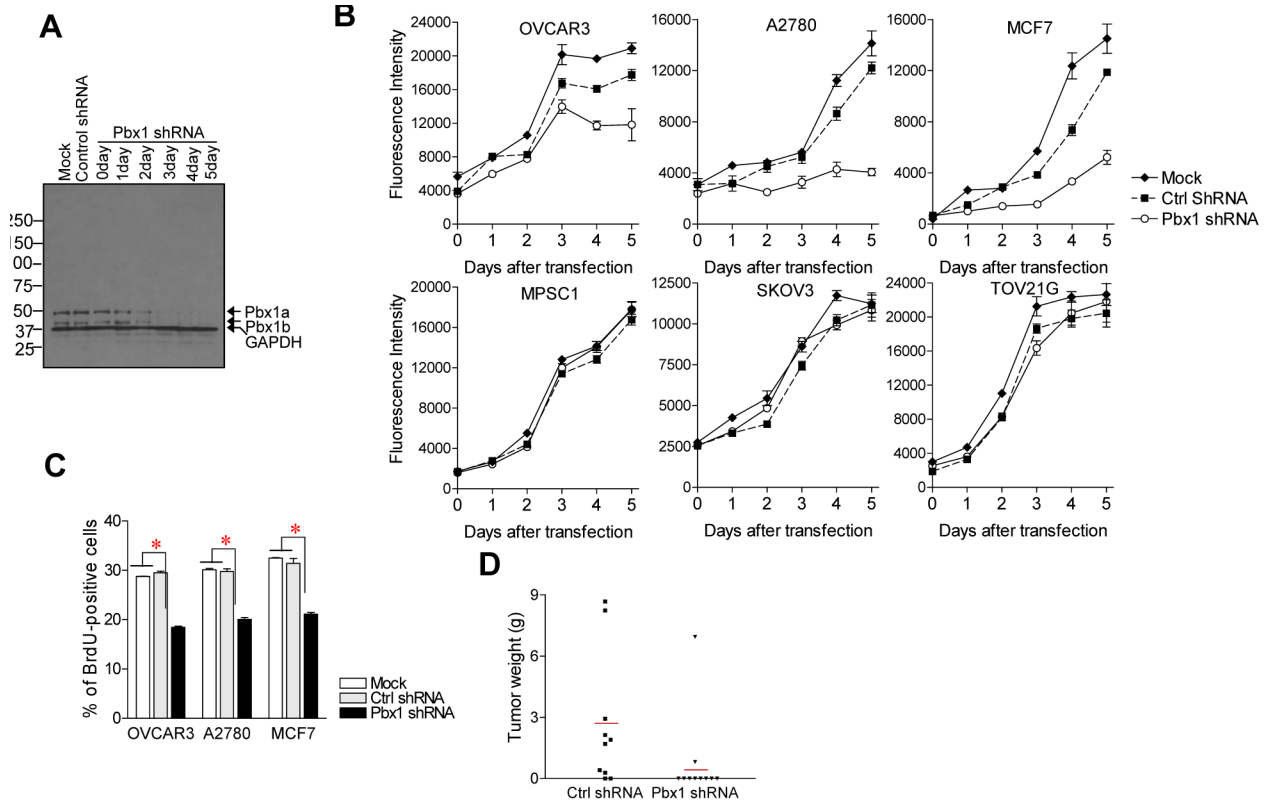 A
Mock
Control shRNA
Pbx1 shRNA
0day
1day
2day
3day
4day
5day
250
150
100
75
50
37
25
Pbx1a
Pbx1b
GAPDH
B
OVCAR3
Fluorescence Intensity
24000
20000
16000
12000
8000
4000
0
0 1 2 3 4 5
Days after transfection
A2780
16000
12000
8000
4000
0
0 1 2 3 4 5
Days after transfection
MCF7
16000
12000
8000
4000
0
0 1 2 3 4 5
Days after transfection
Mock
Ctrl ShRNA
Pbx1 shRNA
MPSC1
Fluorescence Intensity
20000
16000
12000
8000
4000
0
0 1 2 3 4 5
Days after transfection
SKOV3
12500
10000
7500
5000
2500
0
0 1 2 3 4 5
Days after transfection
TOV21G
24000
20000
16000
12000
8000
4000
0
0 1 2 3 4 5
Days after transfection
C
% of BrdU-positive cells
40
30
20
10
0
* * *
OVCAR3 A2780 MCF7
Mock
Ctrl shRNA
Pbx1 shRNA
D
Tumor weight (g)
9
6
3
0
Ctrl shRNA Pbx1 shRNA